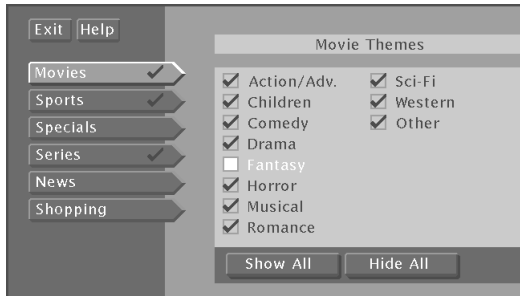 Exit Help
Movie Themes
Movies
Sports
Specials
Series
News
Shopping
Action/Adv.
Children
Comedy
Drama
Fantasy
Horror
Musical
Romance
Sci-Fi
Western
Other
Show All Hide All